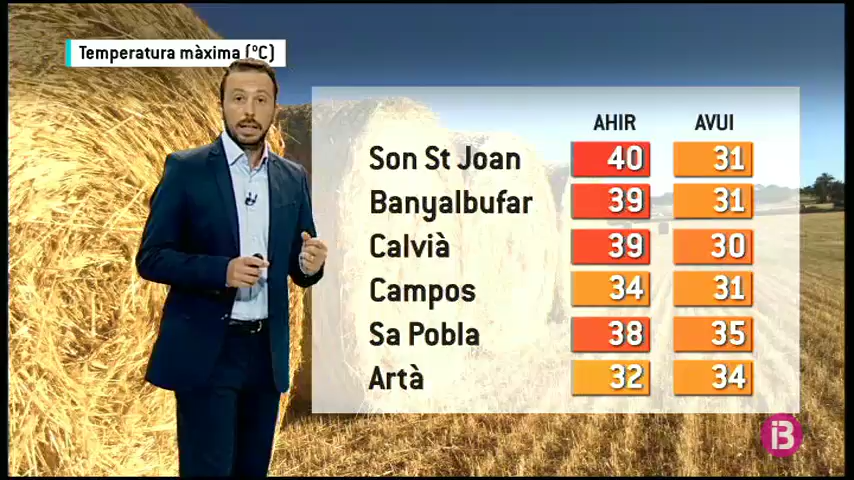 Temperatura màxima (ºC)
AHIR AVUI
Son St Joan 40 31
Banyalbufar 39 31
Calvià 39 30
Campos 34 31
Sa Pobla 38 35
Artà 32 34
iB